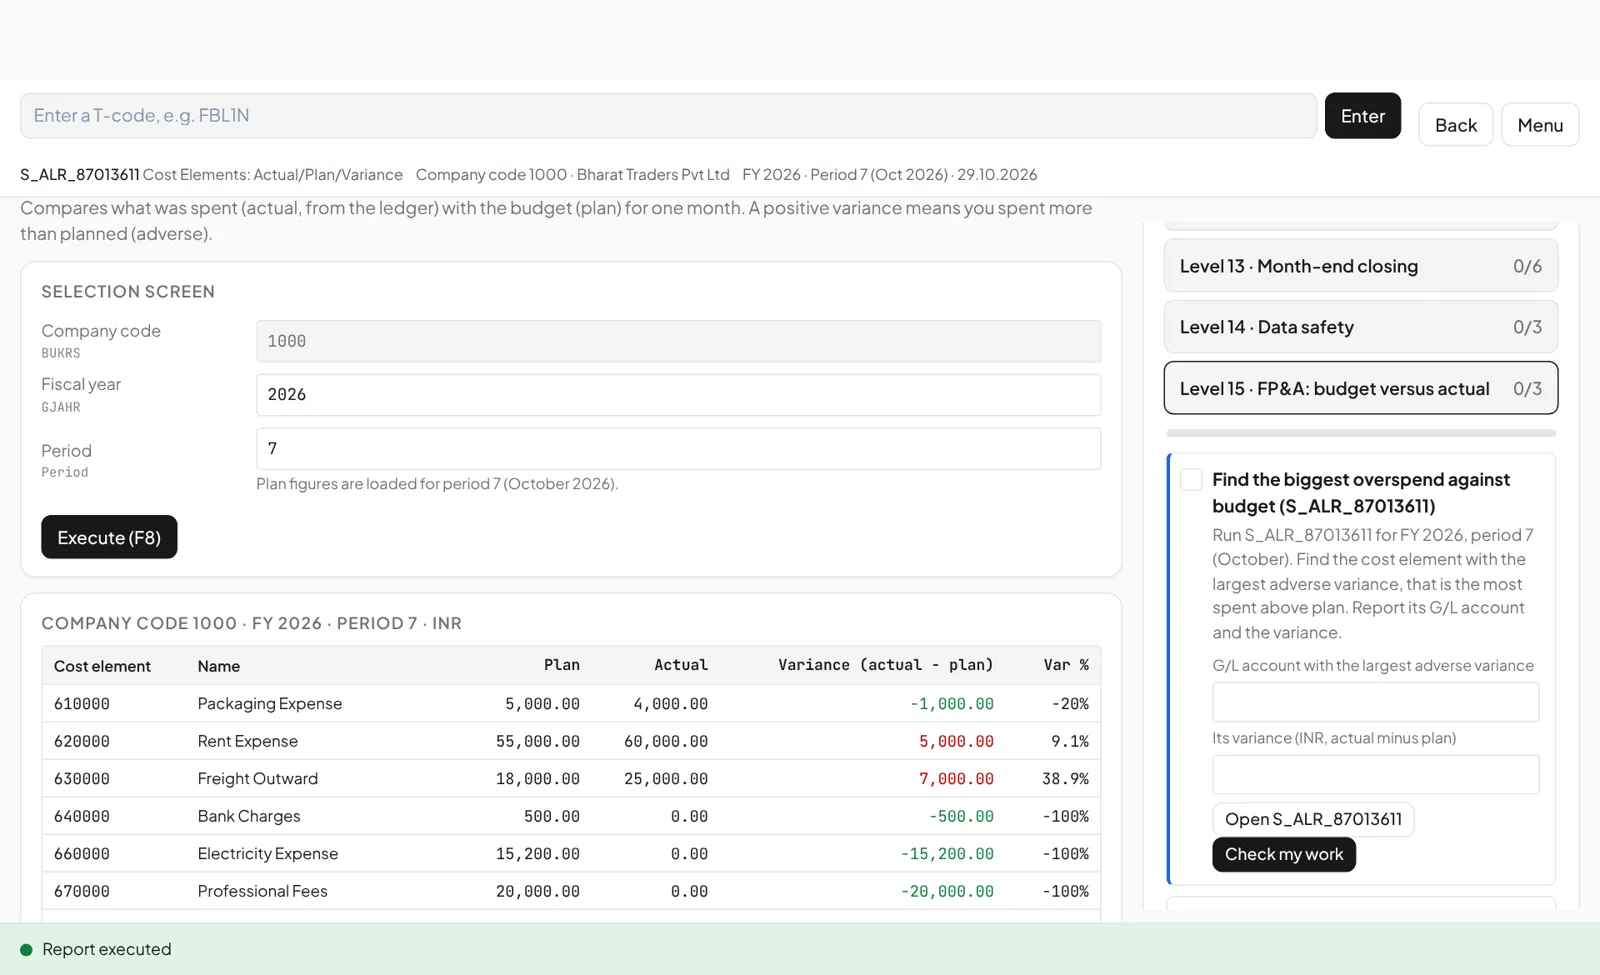 Enter a T-code, e.g. FBL1N
Enter
Back
Menu
S_ALR_87013611 Cost Elements: Actual/Plan/Variance Company code 1000 · Bharat Traders Pvt Ltd FY 2026 · Period 7 (Oct 2026) · 29.10.2026
Compares what was spent (actual, from the ledger) with the budget (plan) for one month. A positive variance means you spent more
than planned (adverse).
SELECTION SCREEN
Company code
BUKRS
1000
Fiscal year
GJAHR
2026
Period
Period
7
Plan figures are loaded for period 7 (October 2026).
Execute (F8)
COMPANY CODE 1000 · FY 2026 · PERIOD 7 · INR
Cost element Name Plan Actual Variance (actual - plan) Var %
610000 Packaging Expense 5,000.00 4,000.00 -1,000.00 -20%
620000 Rent Expense 55,000.00 60,000.00 5,000.00 9.1%
630000 Freight Outward 18,000.00 25,000.00 7,000.00 38.9%
640000 Bank Charges 500.00 0.00 -500.00 -100%
660000 Electricity Expense 15,200.00 0.00 -15,200.00 -100%
670000 Professional Fees 20,000.00 0.00 -20,000.00 -100%
Level 13 · Month-end closing 0/6
Level 14 · Data safety 0/3
Level 15 · FP&A: budget versus actual 0/3
Find the biggest overspend against
budget (S_ALR_87013611)
Run S_ALR_87013611 for FY 2026, period 7
(October). Find the cost element with the
largest adverse variance, that is the most
spent above plan. Report its G/L account
and the variance.
G/L account with the largest adverse variance
Its variance (INR, actual minus plan)
Open S_ALR_87013611
Check my work
Report executed